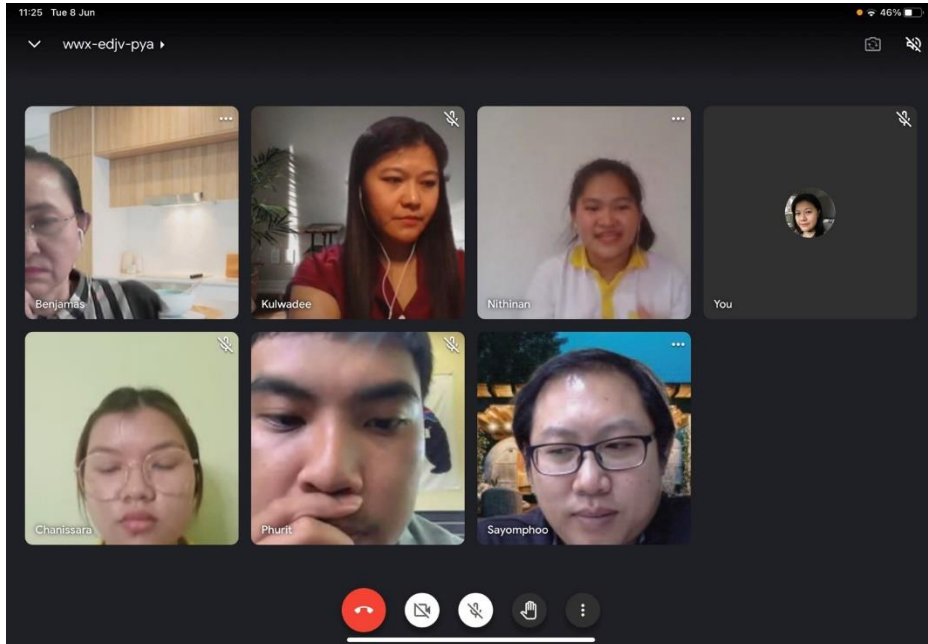 11:25 Tue 8 Jun
46%
wwx-edjv-pya
Benjamas
Kulwadee
Nithinan
You
Chanissara
Phurit
Sayomphoo